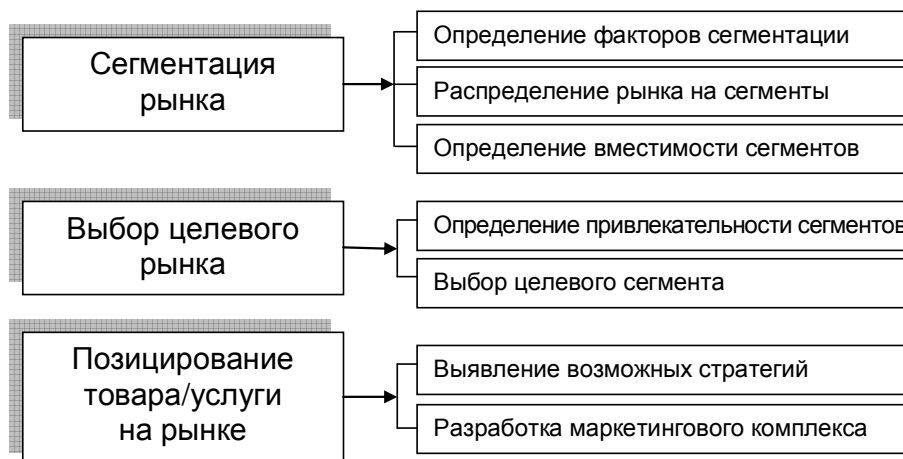 Сегментация
рынка
Определение факторов сегментации
Распределение рынка на сегменты
Определение вместимости сегментов
Выбор целевого
рынка
Определение привлекательности сегментов
Выбор целевого сегмента
Позицирование
товара/услуги
на рынке
Выявление возможных стратегий
Разработка маркетингового комплекса